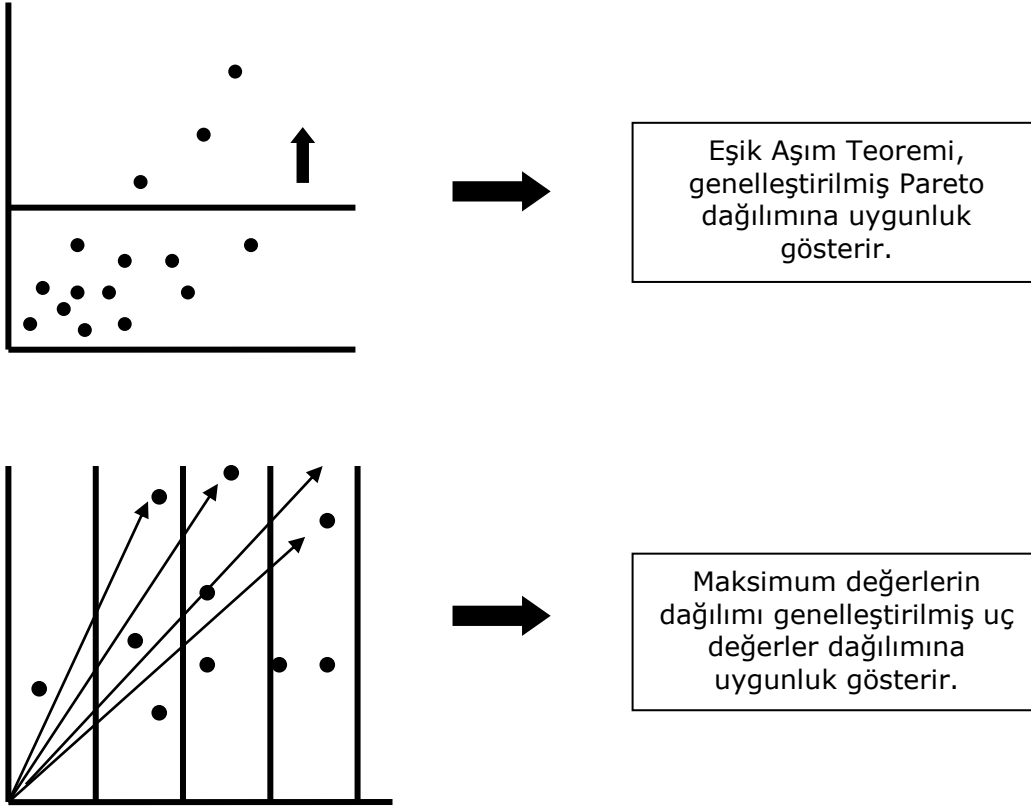 Eşik Aşım Teoremi,
genelleştirilmiş Pareto
dağılımına uygunluk
gösterir.
Maksimum değerlerin
dağılımı genelleştirilmiş uç
değerler dağılımına
uygunluk gösterir.